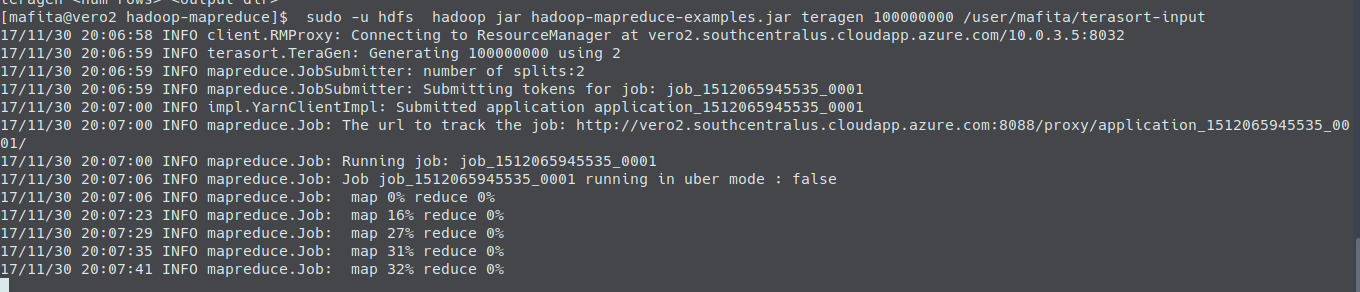 teragen <num rows> <output dir>
[mafita@vero2 hadoop-mapreduce]$  sudo -u hdfs  hadoop jar hadoop-mapreduce-examples.jar teragen 100000000 /user/mafita/terasort-input
17/11/30 20:06:58 INFO client.RMProxy: Connecting to ResourceManager at vero2.southcentralus.cloudapp.azure.com/10.0.3.5:8032
17/11/30 20:06:59 INFO terasort.TeraGen: Generating 100000000 using 2
17/11/30 20:06:59 INFO mapreduce.JobSubmitter: number of splits:2
17/11/30 20:06:59 INFO mapreduce.JobSubmitter: Submitting tokens for job: job_1512065945535_0001
17/11/30 20:07:00 INFO impl.YarnClientImpl: Submitted application application_1512065945535_0001
17/11/30 20:07:00 INFO mapreduce.Job: The url to track the job: http://vero2.southcentralus.cloudapp.azure.com:8088/proxy/application_1512065945535_00
01/
17/11/30 20:07:00 INFO mapreduce.Job: Running job: job_1512065945535_0001
17/11/30 20:07:06 INFO mapreduce.Job: Job job_1512065945535_0001 running in uber mode : false
17/11/30 20:07:06 INFO mapreduce.Job:  map 0% reduce 0%
17/11/30 20:07:23 INFO mapreduce.Job:  map 16% reduce 0%
17/11/30 20:07:29 INFO mapreduce.Job:  map 27% reduce 0%
17/11/30 20:07:35 INFO mapreduce.Job:  map 31% reduce 0%
17/11/30 20:07:41 INFO mapreduce.Job:  map 32% reduce 0%